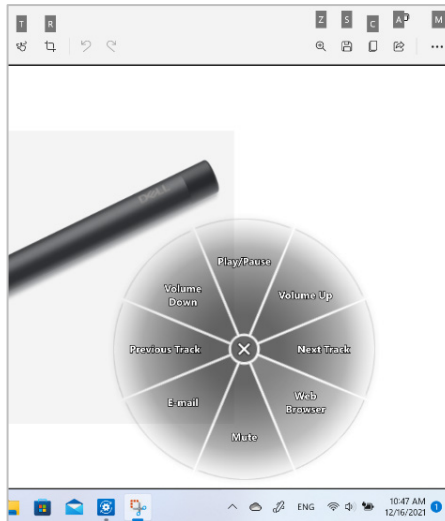 T R Z S C A M
DELL
Play/Pause
Volume
Down
Volume Up
Previous Track
Next Track
E-mail
Web
Browser
Mute
ENG
10:47 AM
12/16/2021
1